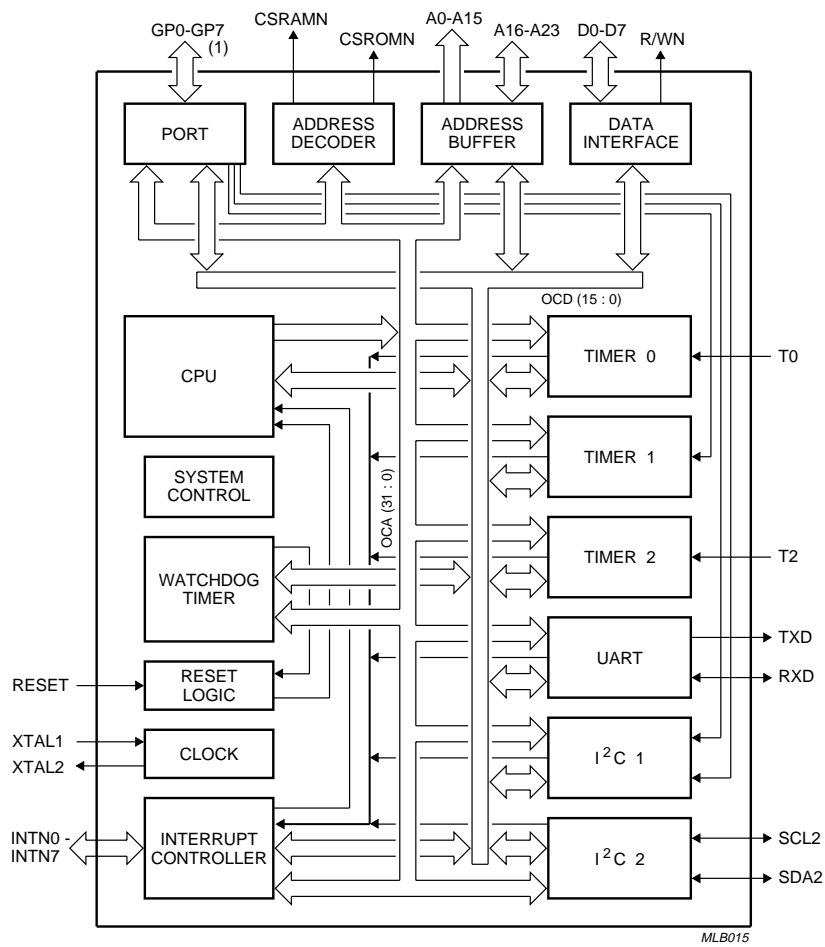 GP0-GP7
(1)
CSRAMN
CSROMN
A0-A15
A16-A23
D0-D7
R/WN
PORT
ADDRESS
DECODER
ADDRESS
BUFFER
DATA
INTERFACE
OCD (15 : 0)
CPU
TIMER 0
T0
TIMER 1
SYSTEM
CONTROL
OCA (31 : 0)
WATCHDOG
TIMER
TIMER 2
T2
UART
TXD
RXD
RESET
RESET
LOGIC
XTAL1
XTAL2
CLOCK
I²C 1
INTN0 -
INTN7
INTERRUPT
CONTROLLER
I²C 2
SCL2
SDA2
MLB015